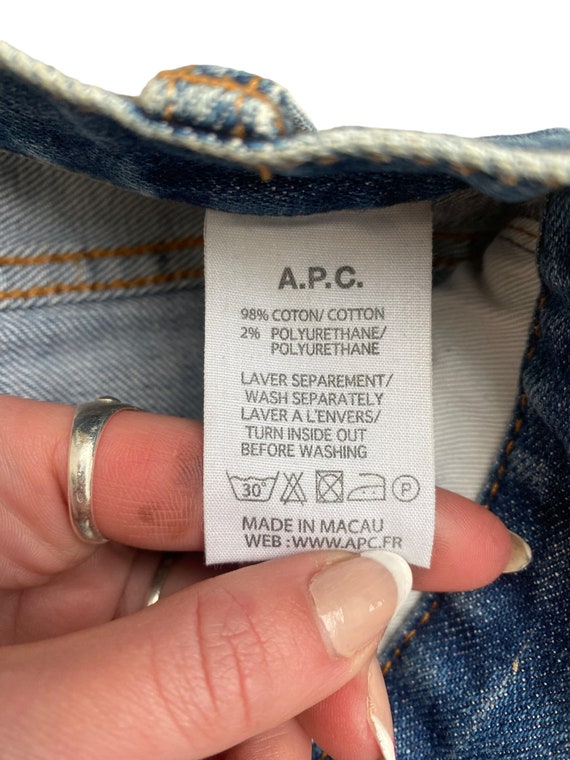 A.P.C.
98% COTON/ COTTON
2% POLYURETHANE/
POLYURETHANE
LAVER SEPAREMENT/
WASH SEPARATELY
LAVER A L'ENVERS/
TURN INSIDE OUT
BEFORE WASHING
30° P
MADE IN MACAU
WEB : WWW.APC.FR